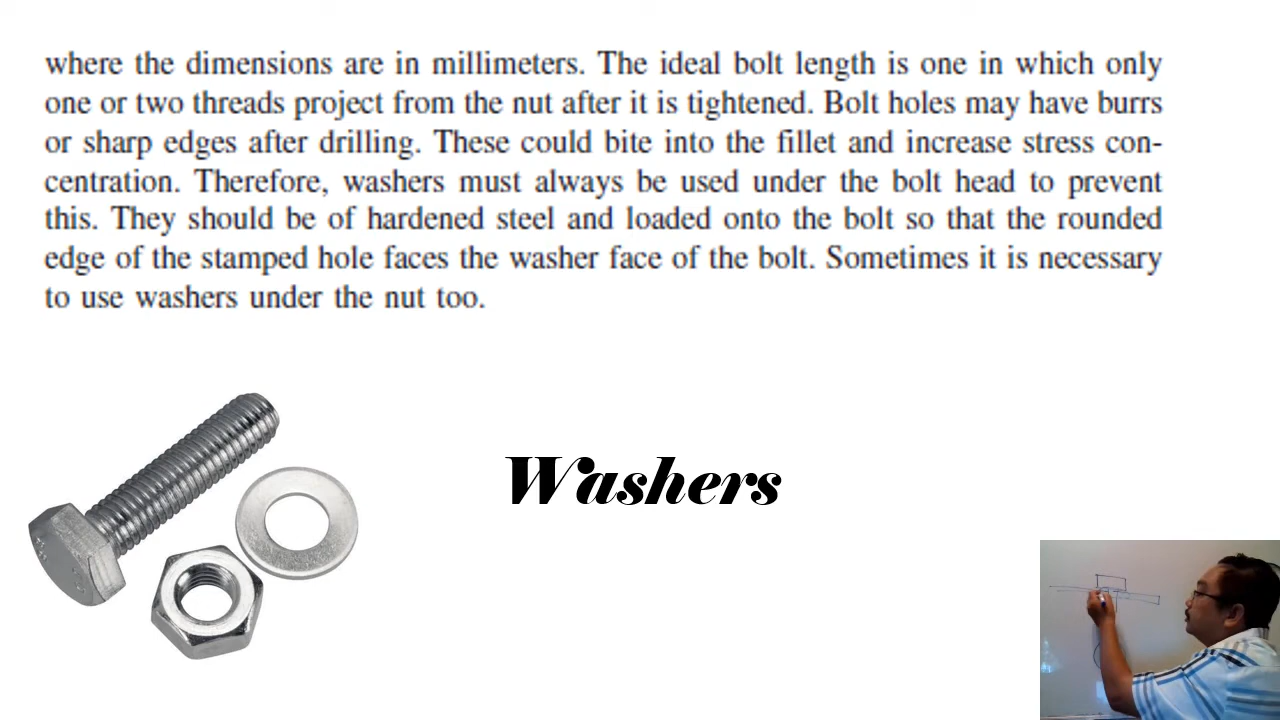 where the dimensions are in millimeters. The ideal bolt length is one in which only
one or two threads project from the nut after it is tightened. Bolt holes may have burrs
or sharp edges after drilling. These could bite into the fillet and increase stress con-
centration. Therefore, washers must always be used under the bolt head to prevent
this. They should be of hardened steel and loaded onto the bolt so that the rounded
edge of the stamped hole faces the washer face of the bolt. Sometimes it is necessary
to use washers under the nut too.
Washers